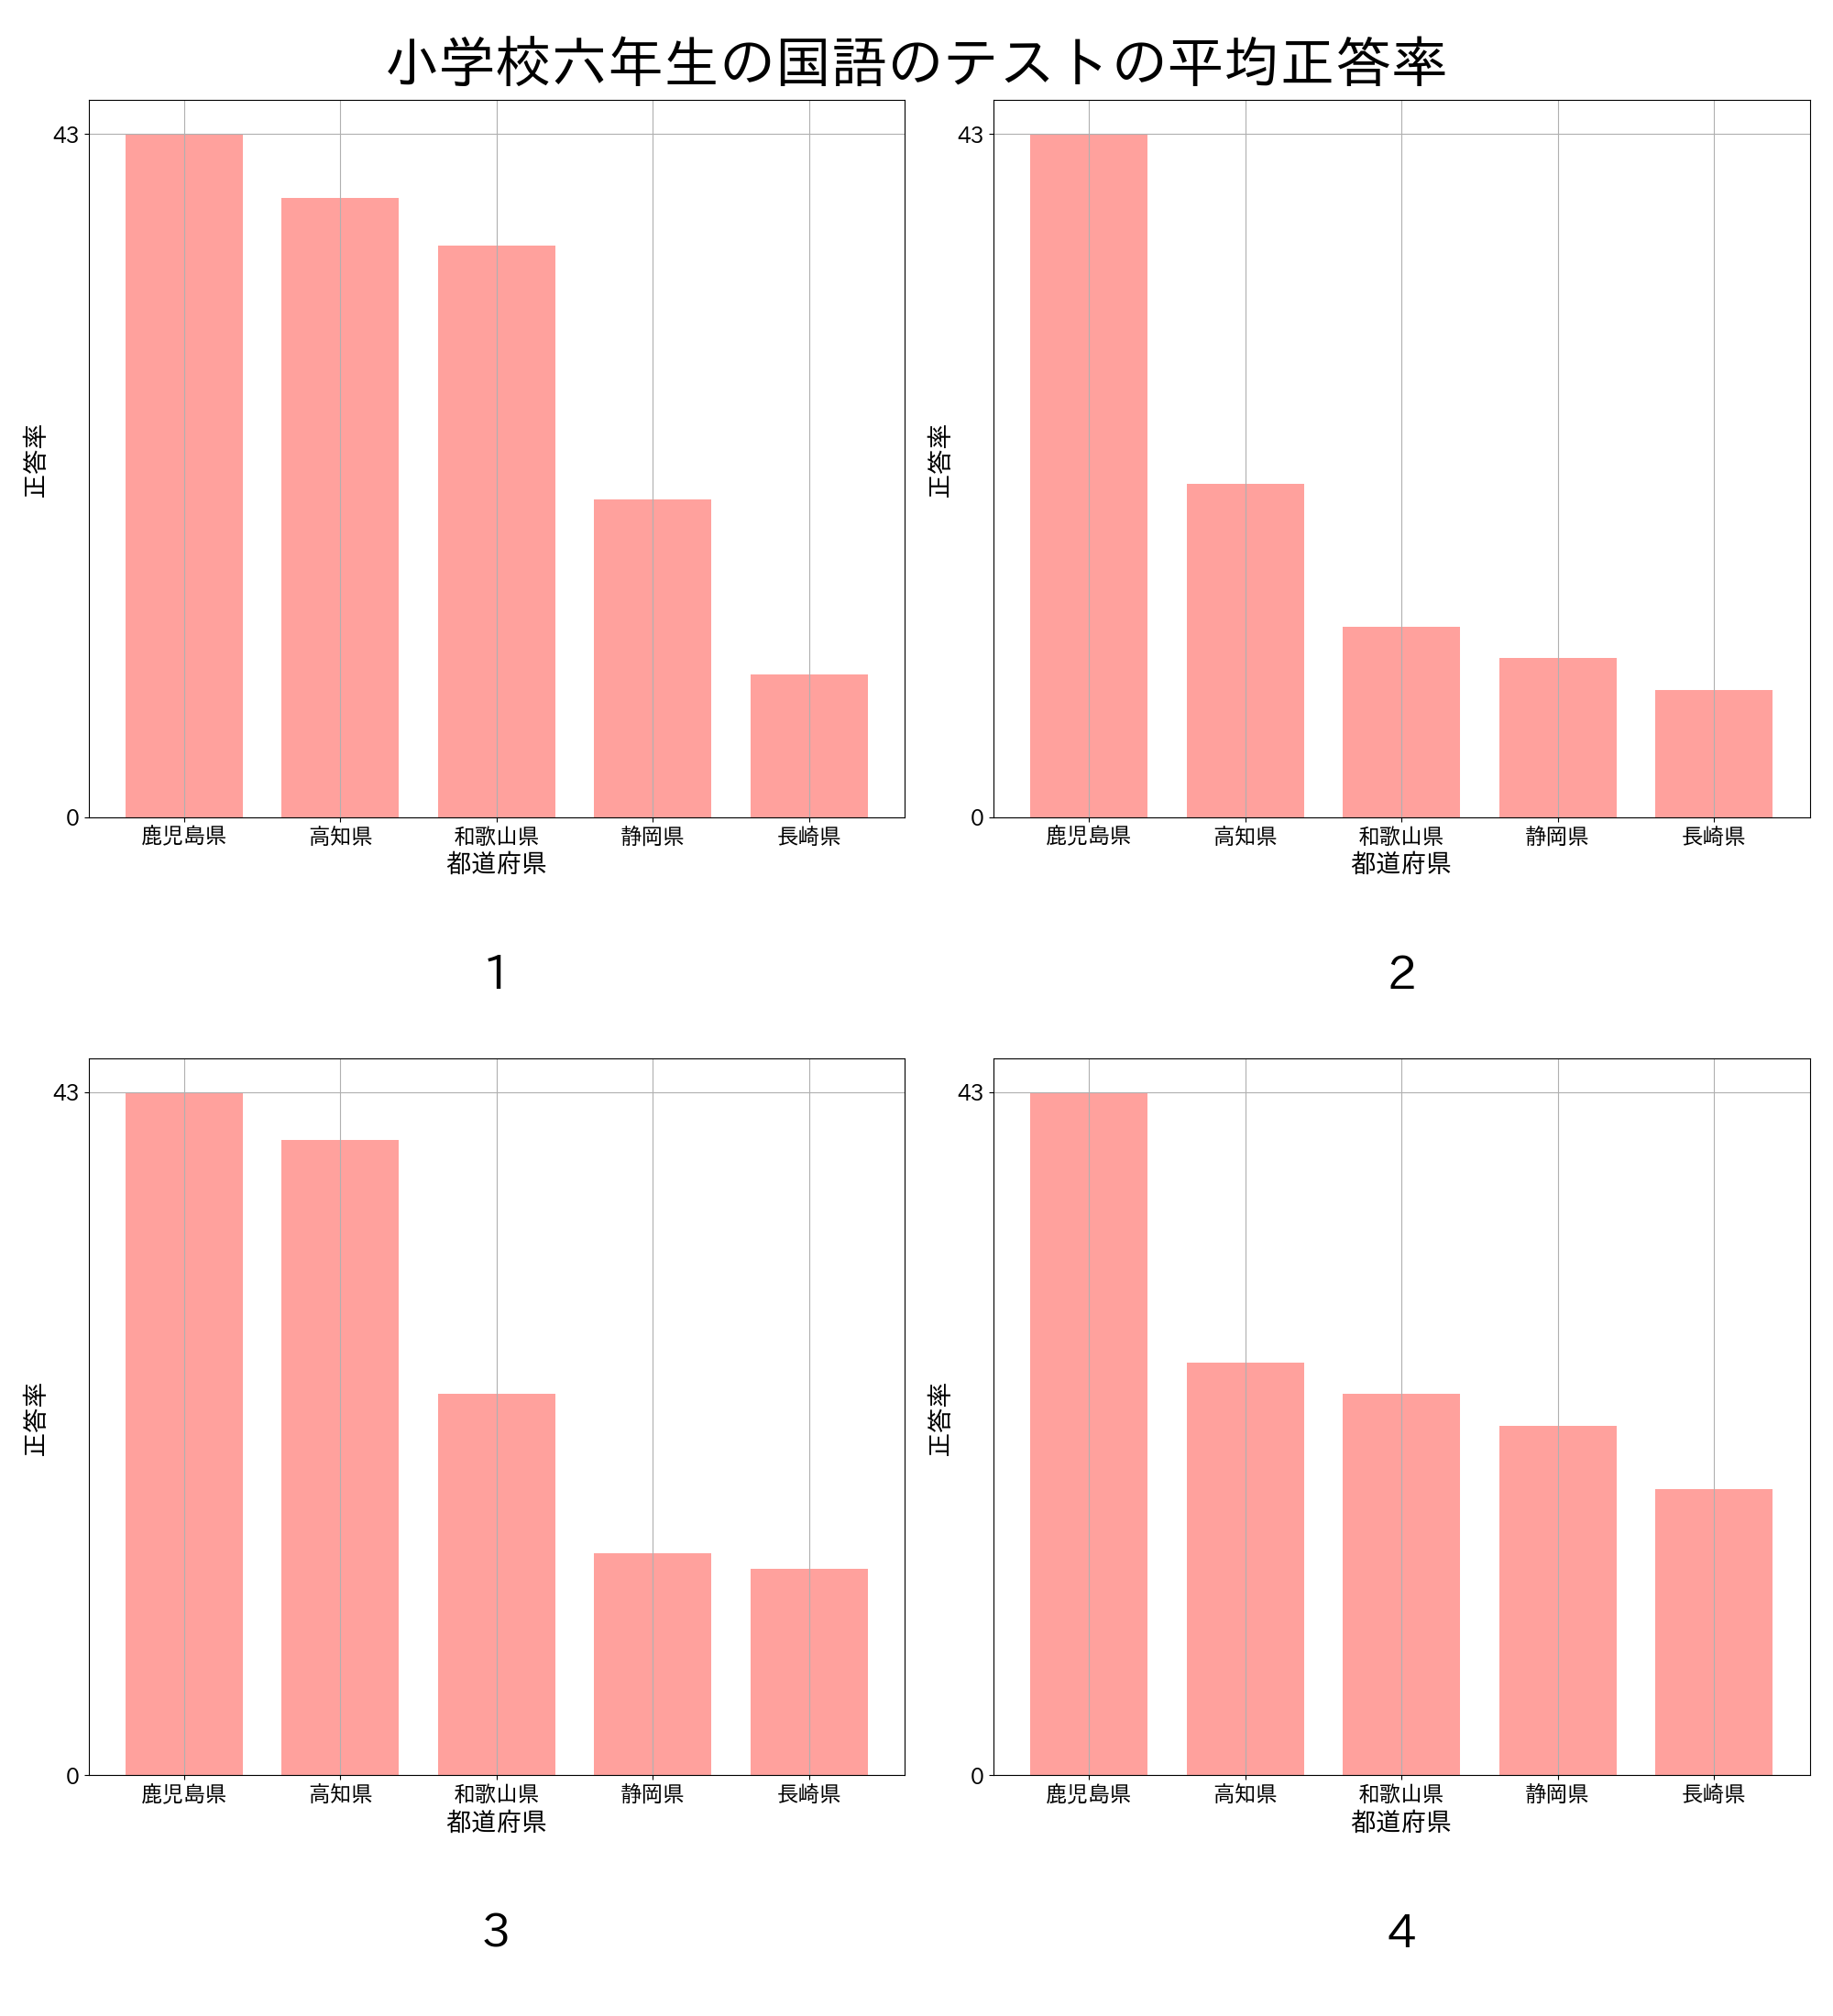 小学校六年生の国語のテストの平均正答率
43
正答率
0
鹿児島県 高知県 和歌山県 静岡県 長崎県
都道府県
1
43
正答率
0
鹿児島県 高知県 和歌山県 静岡県 長崎県
都道府県
2
43
正答率
0
鹿児島県 高知県 和歌山県 静岡県 長崎県
都道府県
3
43
正答率
0
鹿児島県 高知県 和歌山県 静岡県 長崎県
都道府県
4